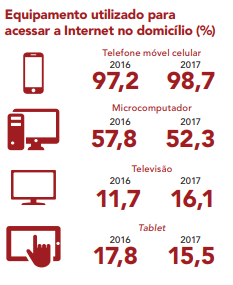 Equipamento utilizado para
acessar a Internet no domicílio (%)
Telefone móvel celular
2016 2017
97,2 98,7
Microcomputador
2016 2017
57,8 52,3
Televisão
2016 2017
11,7 16,1
Tablet
2016 2017
17,8 15,5